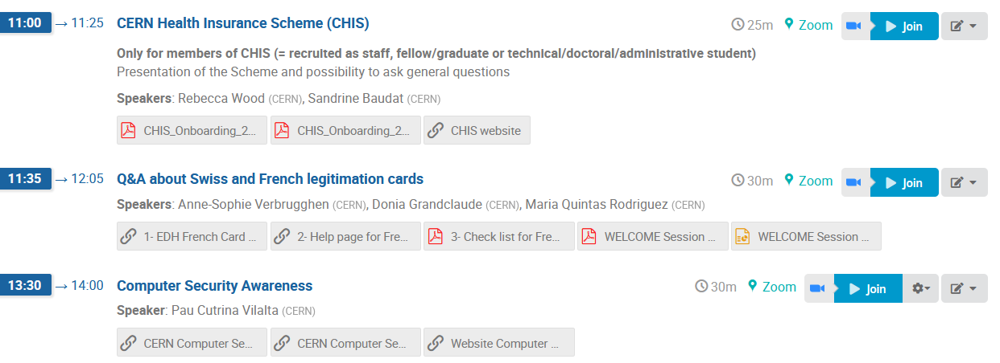 11:00 → 11:25 CERN Health Insurance Scheme (CHIS) 25m Zoom Join
Only for members of CHIS (= recruited as staff, fellow/graduate or technical/doctoral/administrative student)
Presentation of the Scheme and possibility to ask general questions
Speakers: Rebecca Wood (CERN), Sandrine Baudat (CERN)
CHIS_Onboarding_2... CHIS_Onboarding_2... CHIS website
11:35 → 12:05 Q&A about Swiss and French legitimation cards 30m Zoom Join
Speakers: Anne-Sophie Verbrugghen (CERN), Donia Grandclaude (CERN), Maria Quintas Rodriguez (CERN)
1- EDH French Card ... 2- Help page for Fre... 3- Check list for Fre... WELCOME Session ... WELCOME Session ...
13:30 → 14:00 Computer Security Awareness 30m Zoom Join
Speaker: Pau Cutrina Vilalta (CERN)
CERN Computer Se... CERN Computer Se... Website Computer ...